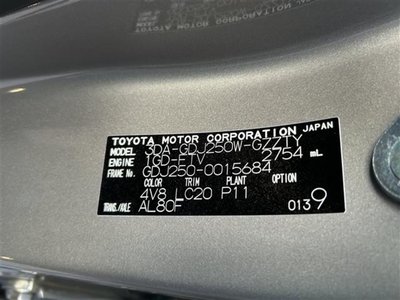 TOYOTA MOTOR CORPORATION JAPAN
MODEL 3DA-GDJ250W-GZZTY
ENGINE 1GD-FTV 2754 mL
FRAME No. GDJ250-0015684
COLOR TRIM PLANT
4V8 LC20 P11
TRANS./AXLE AL80F 0139